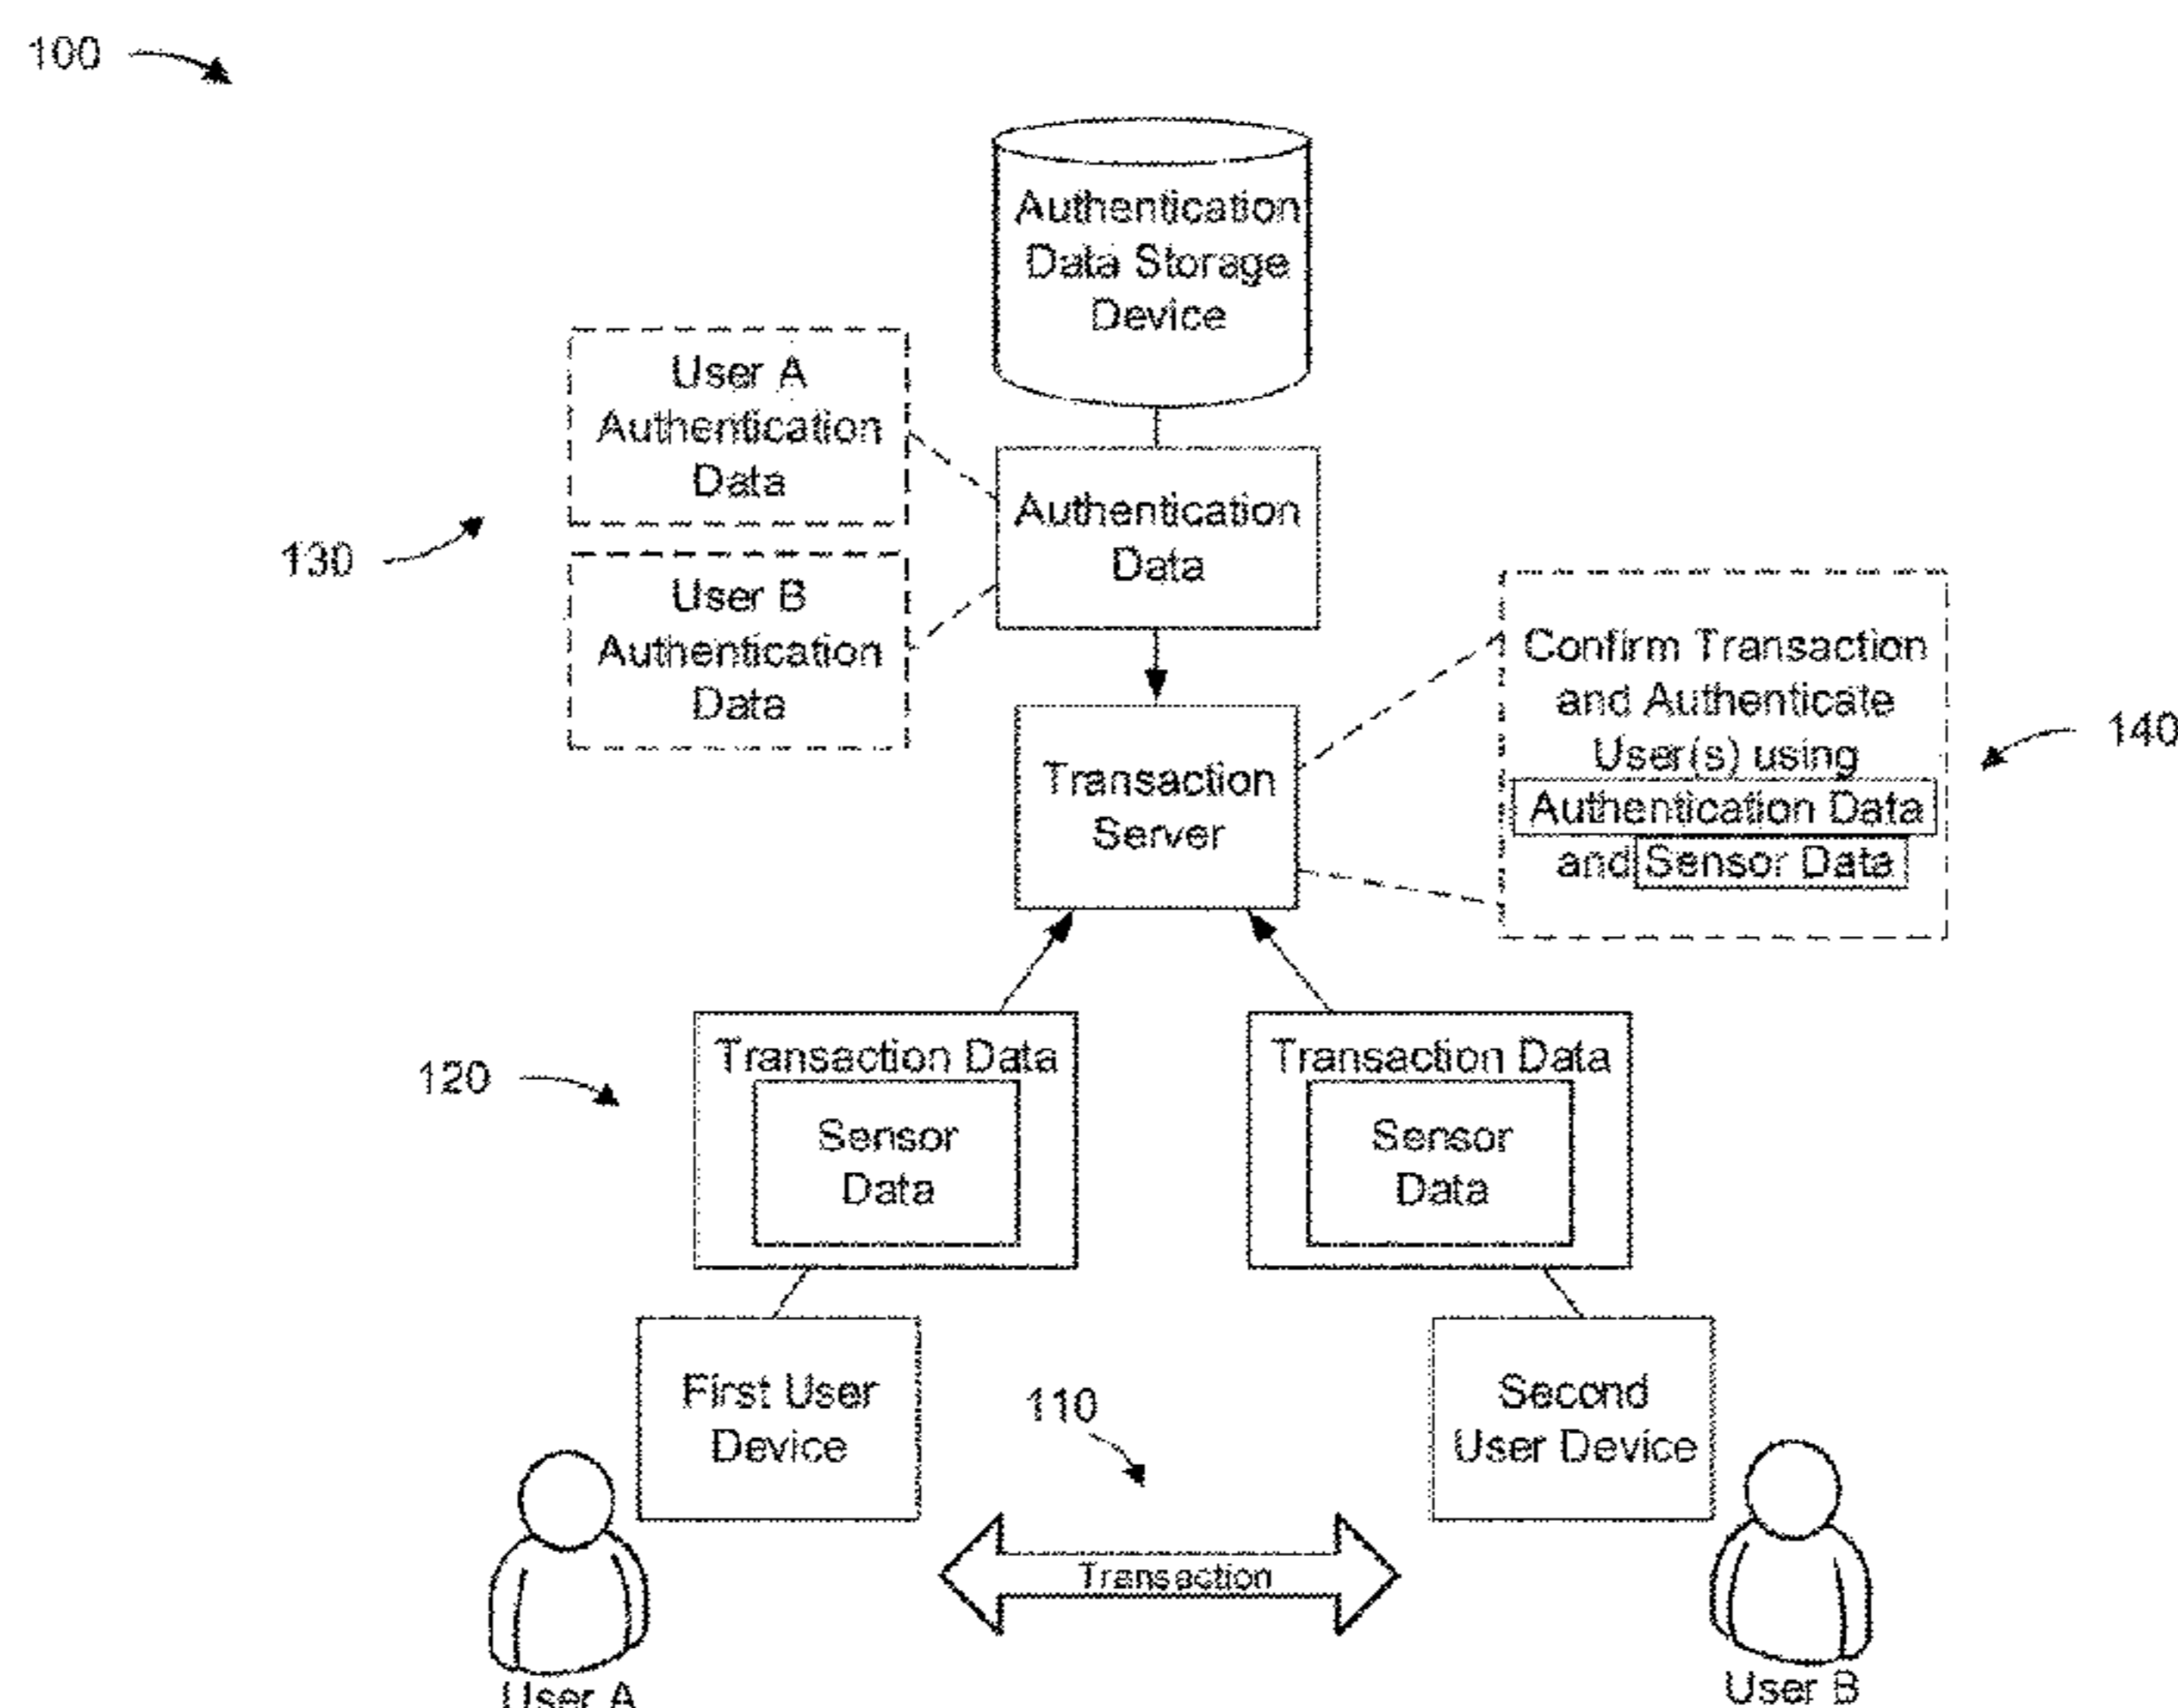 100
Authentication
Data Storage
Device
User A
Authentication
Data
130
User B
Authentication
Data
Authentication
Data
Transaction
Server
Confirm Transaction
and Authenticate
User(s) using
Authentication Data
and Sensor Data
140
120
Transaction Data
Sensor
Data
Transaction Data
Sensor
Data
First User
Device
110
Second
User Device
Transaction
User A
User B